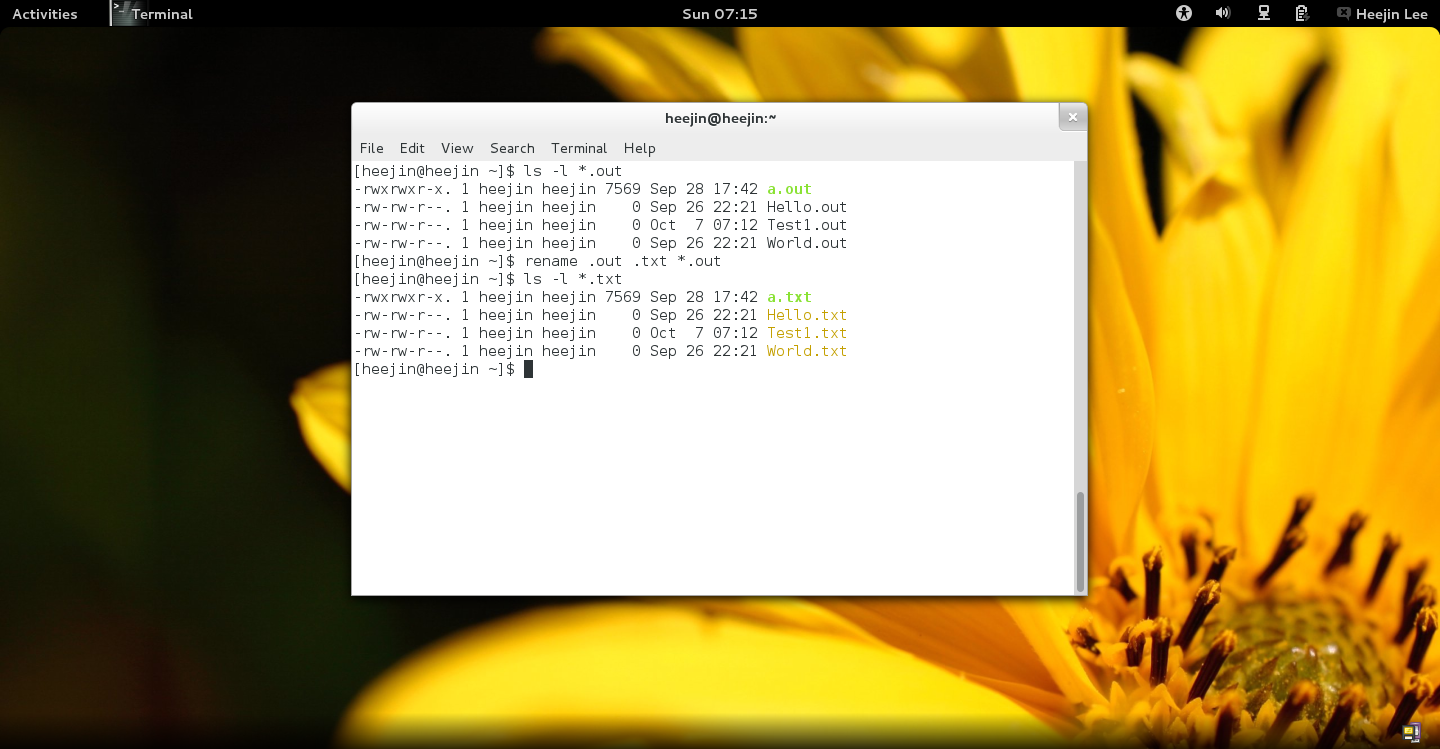 Activities Terminal Sun 07:15 Heejin Lee
heejin@heejin:~
File Edit View Search Terminal Help
[heejin@heejin ~]$ ls -l *.out
-rwxrwxr-x. 1 heejin heejin 7569 Sep 28 17:42 a.out
-rw-rw-r--. 1 heejin heejin    0 Sep 26 22:21 Hello.out
-rw-rw-r--. 1 heejin heejin    0 Oct  7 07:12 Test1.out
-rw-rw-r--. 1 heejin heejin    0 Sep 26 22:21 World.out
[heejin@heejin ~]$ rename .out .txt *.out
[heejin@heejin ~]$ ls -l *.txt
-rwxrwxr-x. 1 heejin heejin 7569 Sep 28 17:42 a.txt
-rw-rw-r--. 1 heejin heejin    0 Sep 26 22:21 Hello.txt
-rw-rw-r--. 1 heejin heejin    0 Oct  7 07:12 Test1.txt
-rw-rw-r--. 1 heejin heejin    0 Sep 26 22:21 World.txt
[heejin@heejin ~]$